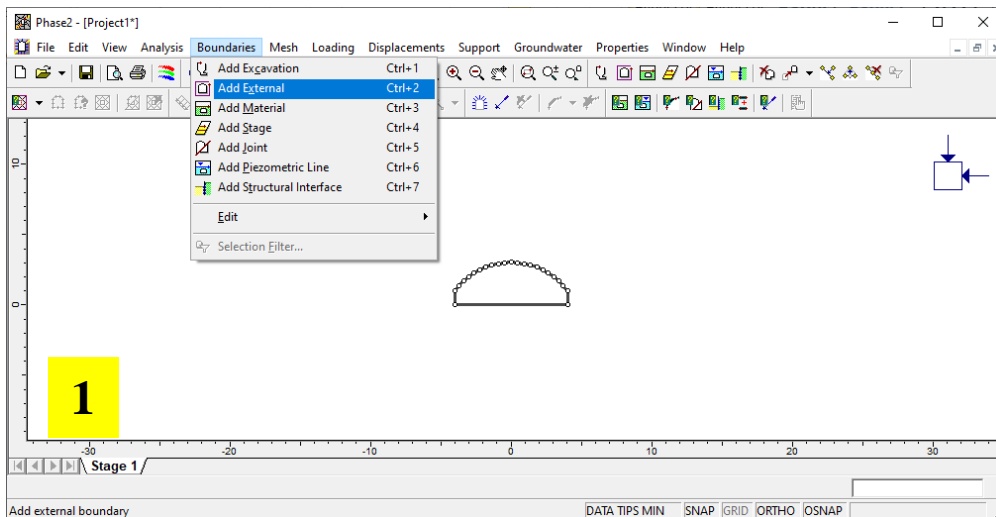 Phase2 - [Project1*]
File Edit View Analysis Boundaries Mesh Loading Displacements Support Groundwater Properties Window Help
Add Excavation Ctrl+1
Add External Ctrl+2
Add Material Ctrl+3
Add Stage Ctrl+4
Add Joint Ctrl+5
Add Piezometric Line Ctrl+6
Add Structural Interface Ctrl+7
Edit
Selection Filter...
10
0
1
-30 -20 -10 0 10 20 30
Stage 1
Add external boundary DATA TIPS MIN SNAP GRID ORTHO OSNAP